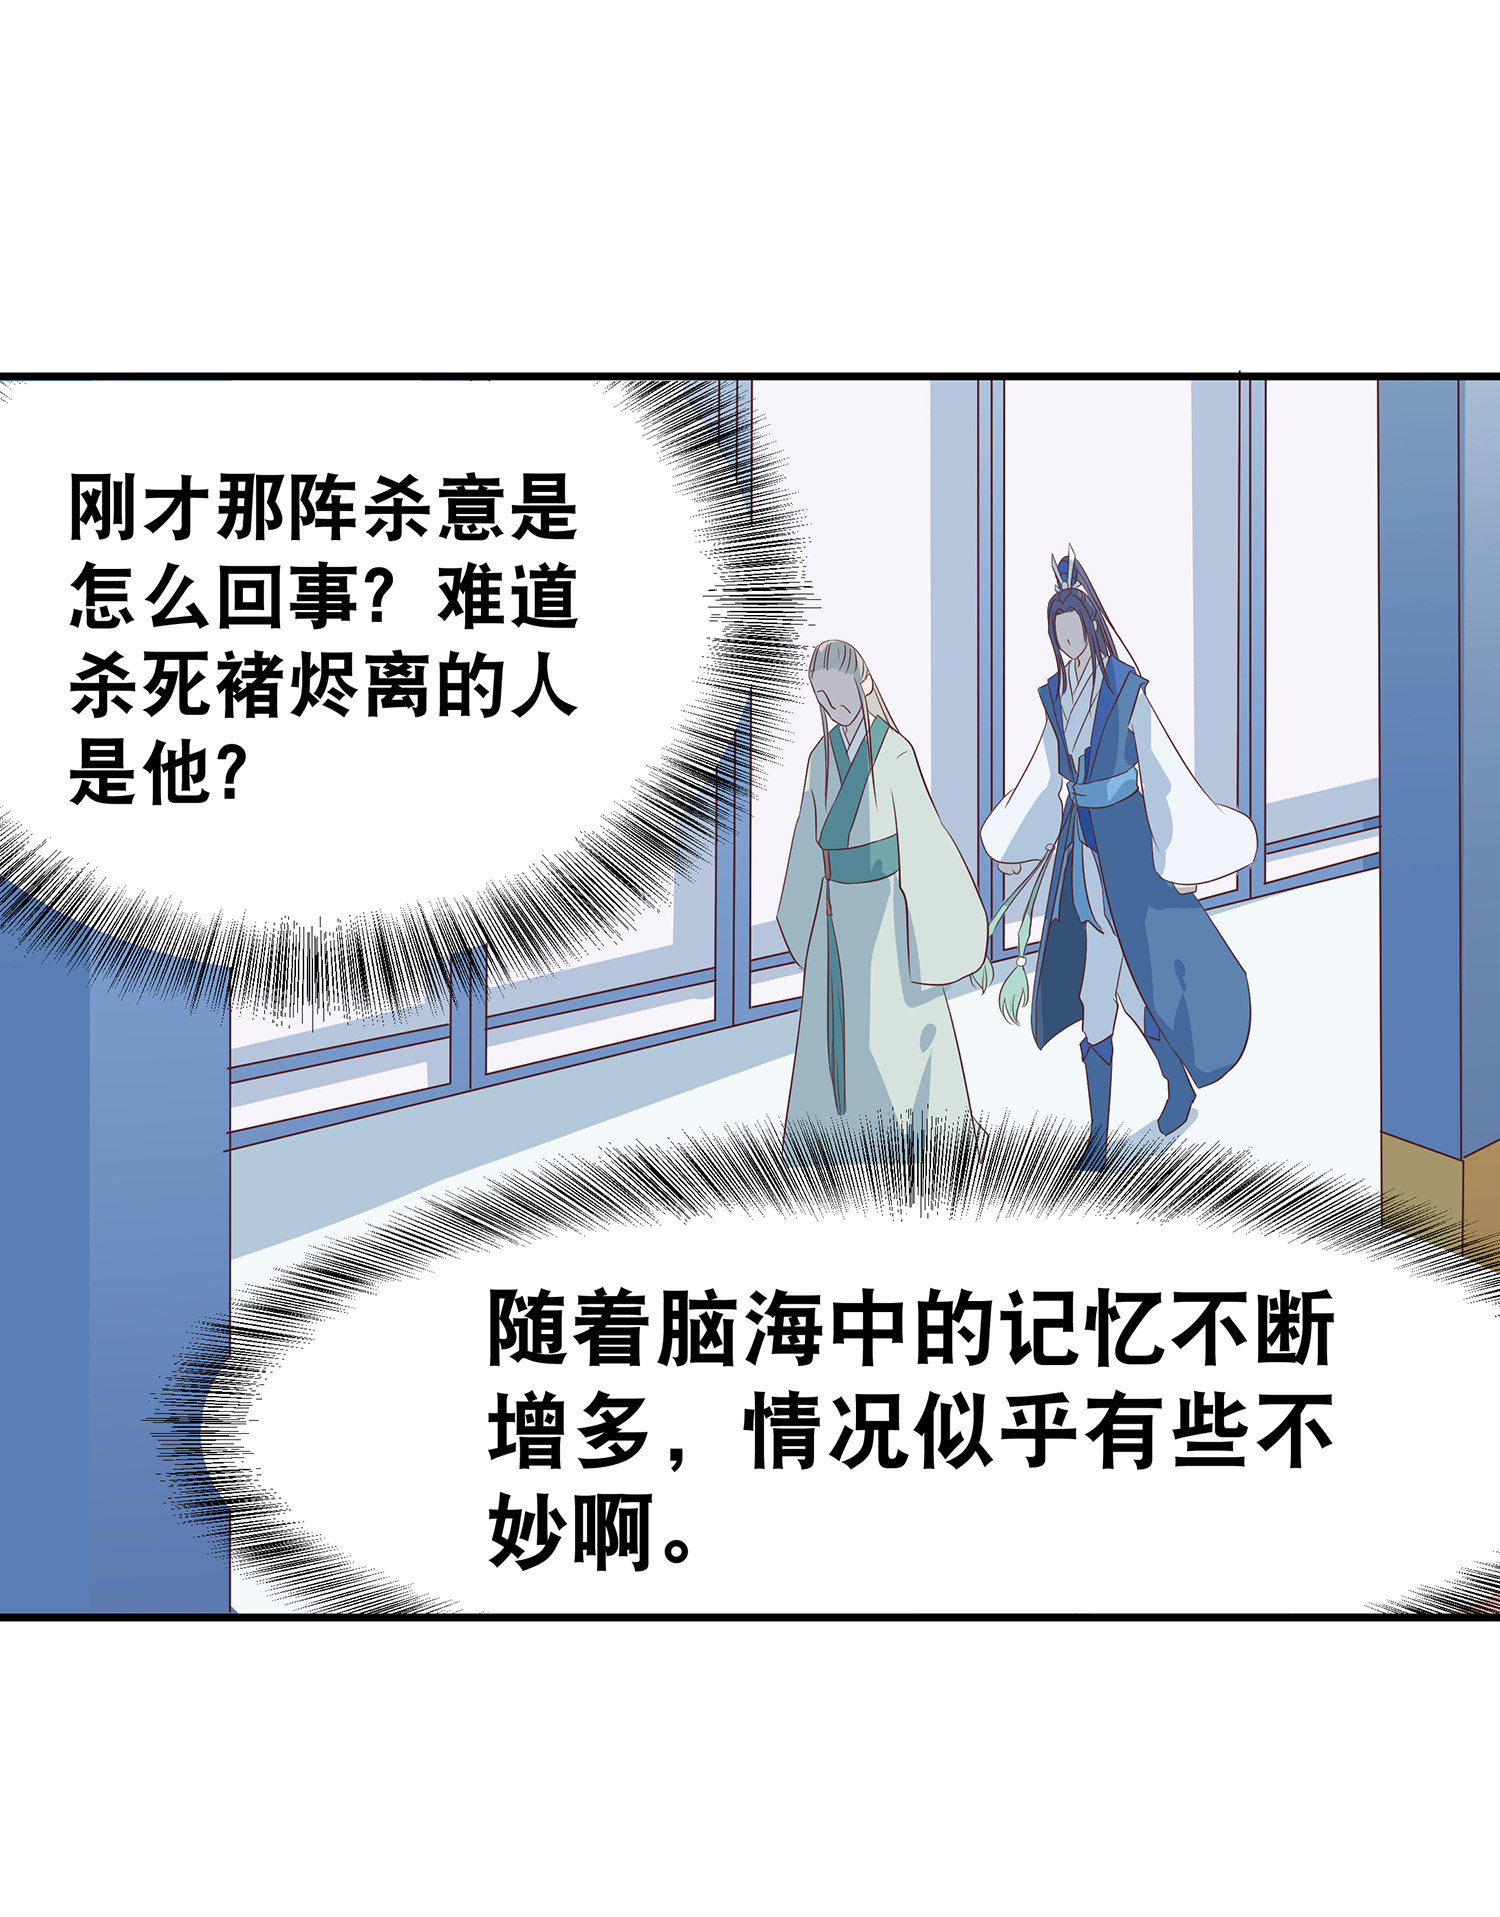 刚才那阵杀意是
怎么回事？难道
杀死褚烬离的人
是他？
随着脑海中的记忆不断
增多，情况似乎有些不
妙啊。